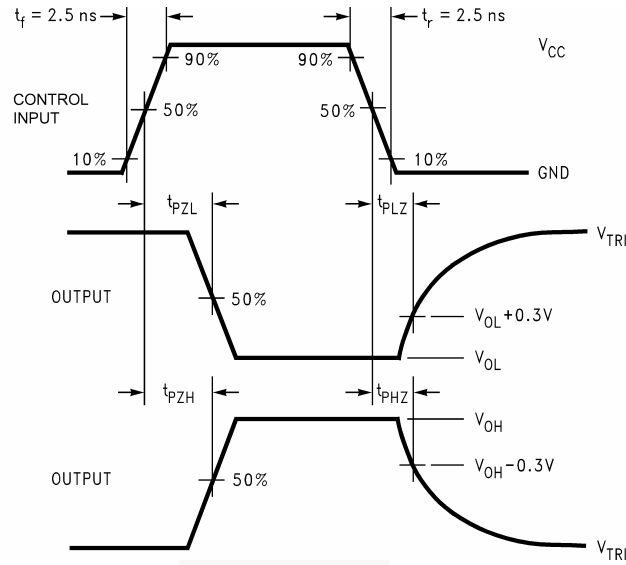 t_f = 2.5 ns
t_r = 2.5 ns
V_CC
90%
90%
CONTROL
INPUT
50%
50%
10%
10%
GND
t_PZL
t_PLZ
V_TRI
OUTPUT
50%
V_OL+0.3V
V_OL
t_PZH
t_PHZ
V_OH
V_OH−0.3V
OUTPUT
50%
V_TRI